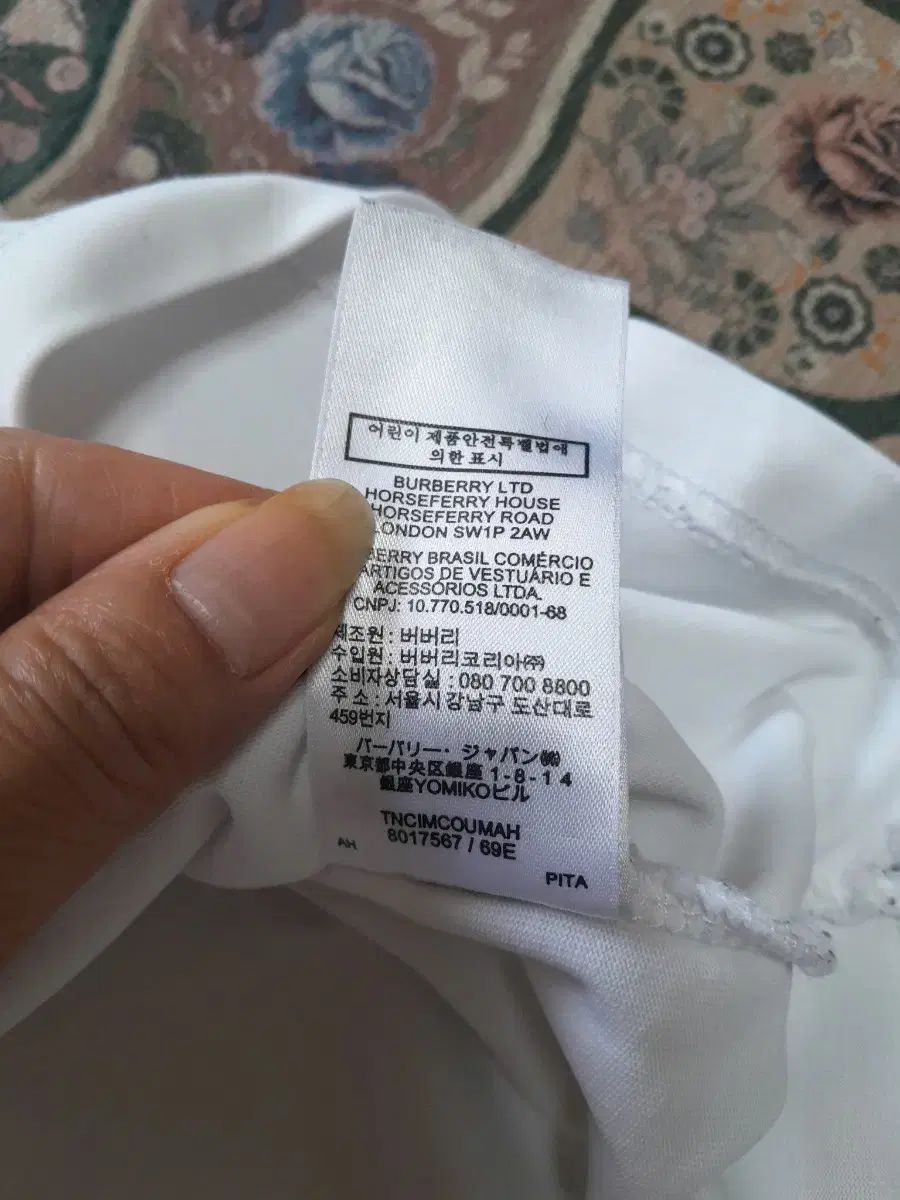 어린이 제품안전특별법에
의한 표시
BURBERRY LTD
HORSEFERRY HOUSE
HORSEFERRY ROAD
LONDON SW1P 2AW
BERRY BRASIL COMÉRCIO
ARTIGOS DE VESTUÁRIO E
ACESSÓRIOS LTDA.
CNPJ: 10.770.518/0001-68
제조원 : 버버리
수입원 : 버버리코리아㈜
소비자상담실 : 080 700 8800
주 소 : 서울시 강남구 도산대로
459번지
バーバリー・ジャパン㈱
東京都中央区銀座 1-8-14
銀座YOMIKOビル
TNCIMCOUMAH
8017567 / 69E
AH
PITA